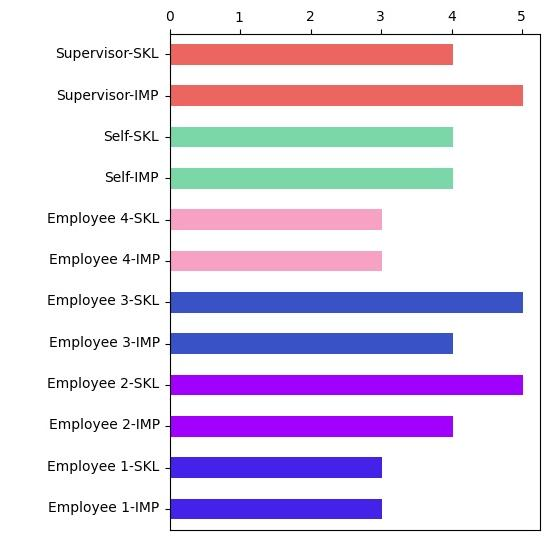 0 1 2 3 4 5
Supervisor-SKL
Supervisor-IMP
Self-SKL
Self-IMP
Employee 4-SKL
Employee 4-IMP
Employee 3-SKL
Employee 3-IMP
Employee 2-SKL
Employee 2-IMP
Employee 1-SKL
Employee 1-IMP